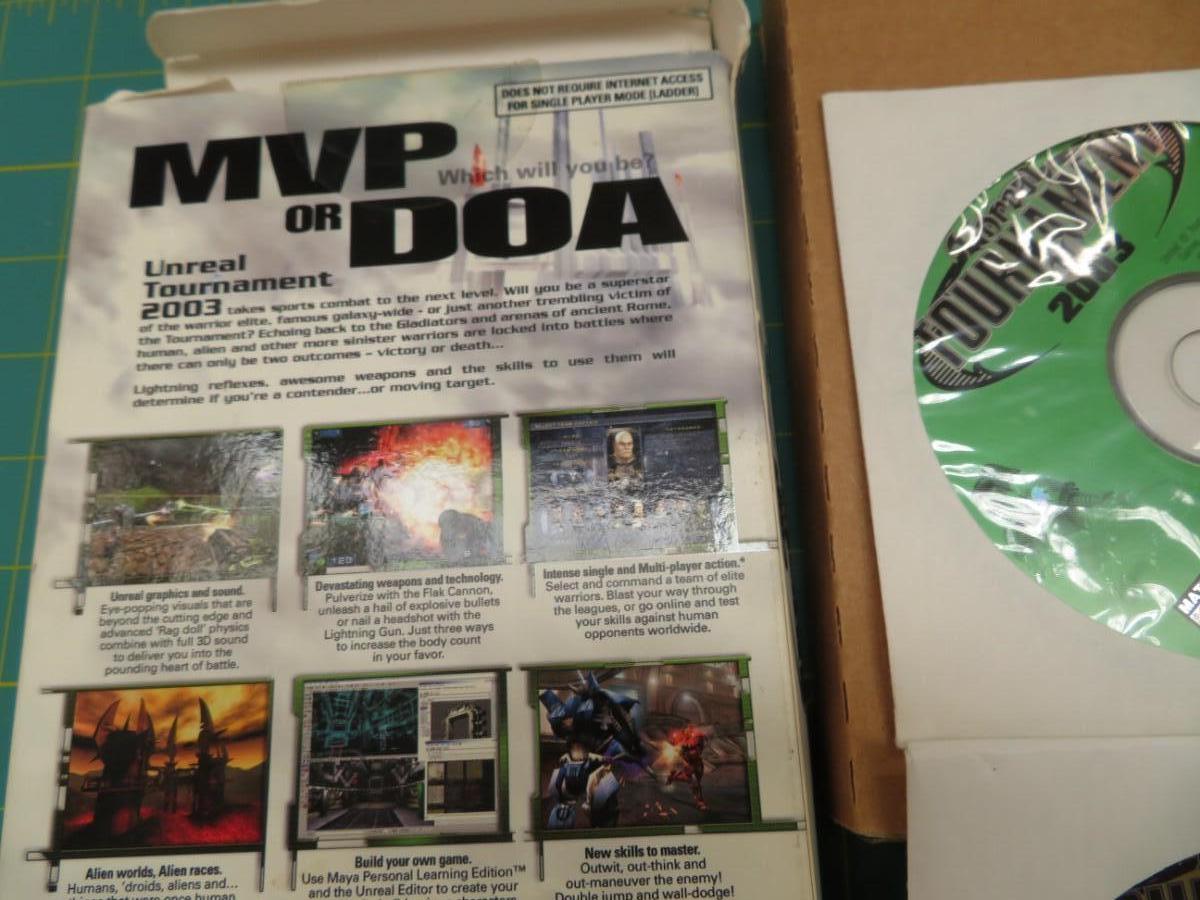 DOES NOT REQUIRE INTERNET ACCESS
FOR SINGLE PLAYER MODE (LADDER)
MVP
Which will you be?
OR DOA
Unreal
Tournament
2003 takes sports combat to the next level. Will you be a superstar
of the warrior elite, famous galaxy-wide - or just another trembling victim of
the Tournament? Echoing back to the Gladiators and arenas of ancient Rome,
human, alien and other more sinister warriors are locked into battles where
there can only be two outcomes - victory or death...
Lightning reflexes, awesome weapons and the skills to use them will
determine if you're a contender...or moving target.
Unreal graphics and sound.
Eye-popping visuals that are
beyond the cutting edge and
advanced 'Rag doll' physics
combine with full 3D sound
to deliver you into the
pounding heart of battle.
Devastating weapons and technology.
Pulverize with the Flak Cannon,
unleash a hail of explosive bullets
or nail a headshot with the
Lightning Gun. Just three ways
to increase the body count
in your favor.
Intense single and Multi-player action.*
Select and command a team of elite
warriors. Blast your way through
the leagues, or go online and test
your skills against human
opponents worldwide.
Alien worlds, Alien races.
Humans, 'droids, aliens and...
things that were once human
Build your own game.
Use Maya Personal Learning Edition™
and the Unreal Editor to create your
New skills to master.
Outwit, out-think and
out-maneuver the enemy!
Double jump and wall-dodge!
Unreal
TOURNAMENT
2003
MAT